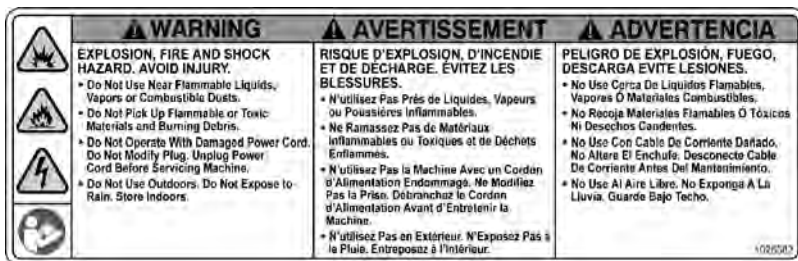 WARNING
EXPLOSION, FIRE AND SHOCK
HAZARD. AVOID INJURY.
• Do Not Use Near Flammable Liquids,
Vapors or Combustible Dusts.
• Do Not Pick Up Flammable or Toxic
Materials and Burning Debris.
• Do Not Operate With Damaged Power Cord.
Do Not Modify Plug. Unplug Power
Cord Before Servicing Machine.
• Do Not Use Outdoors. Do Not Expose to
Rain. Store Indoors.
AVERTISSEMENT
RISQUE D'EXPLOSION, D'INCENDIE
ET DE DÉCHARGE. ÉVITEZ LES
BLESSURES.
• N'utilisez Pas Près de Liquides, Vapeurs
ou Poussières Inflammables.
• Ne Ramassez Pas de Matériaux
Inflammables ou Toxiques et de Déchets
Enflammés.
• N'utilisez Pas la Machine Avec un Cordon
d'Alimentation Endommagé. Ne Modifiez
Pas la Prise. Débranchez le Cordon
d'Alimentation Avant d'Entretenir la
Machine.
• N'utilisez Pas en Extérieur. N'Exposez Pas à
la Pluie. Entreposez à l'Intérieur.
ADVERTENCIA
PELIGRO DE EXPLOSIÓN, FUEGO,
DESCARGA EVITE LESIONES.
• No Use Cerca De Liquidos Flamables,
Vapores Ó Materiales Combustibles.
• No Recoja Materiales Flamables Ó Tóxicos
Ni Desechos Candentes.
• No Use Con Cable De Corriente Dañado.
No Altere El Enchufe. Desconecte Cable
De Corriente Antes Del Mantenimiento.
• No Use Al Aire Libre. No Exponga A La
Lluvia. Guarde Bajo Techo.